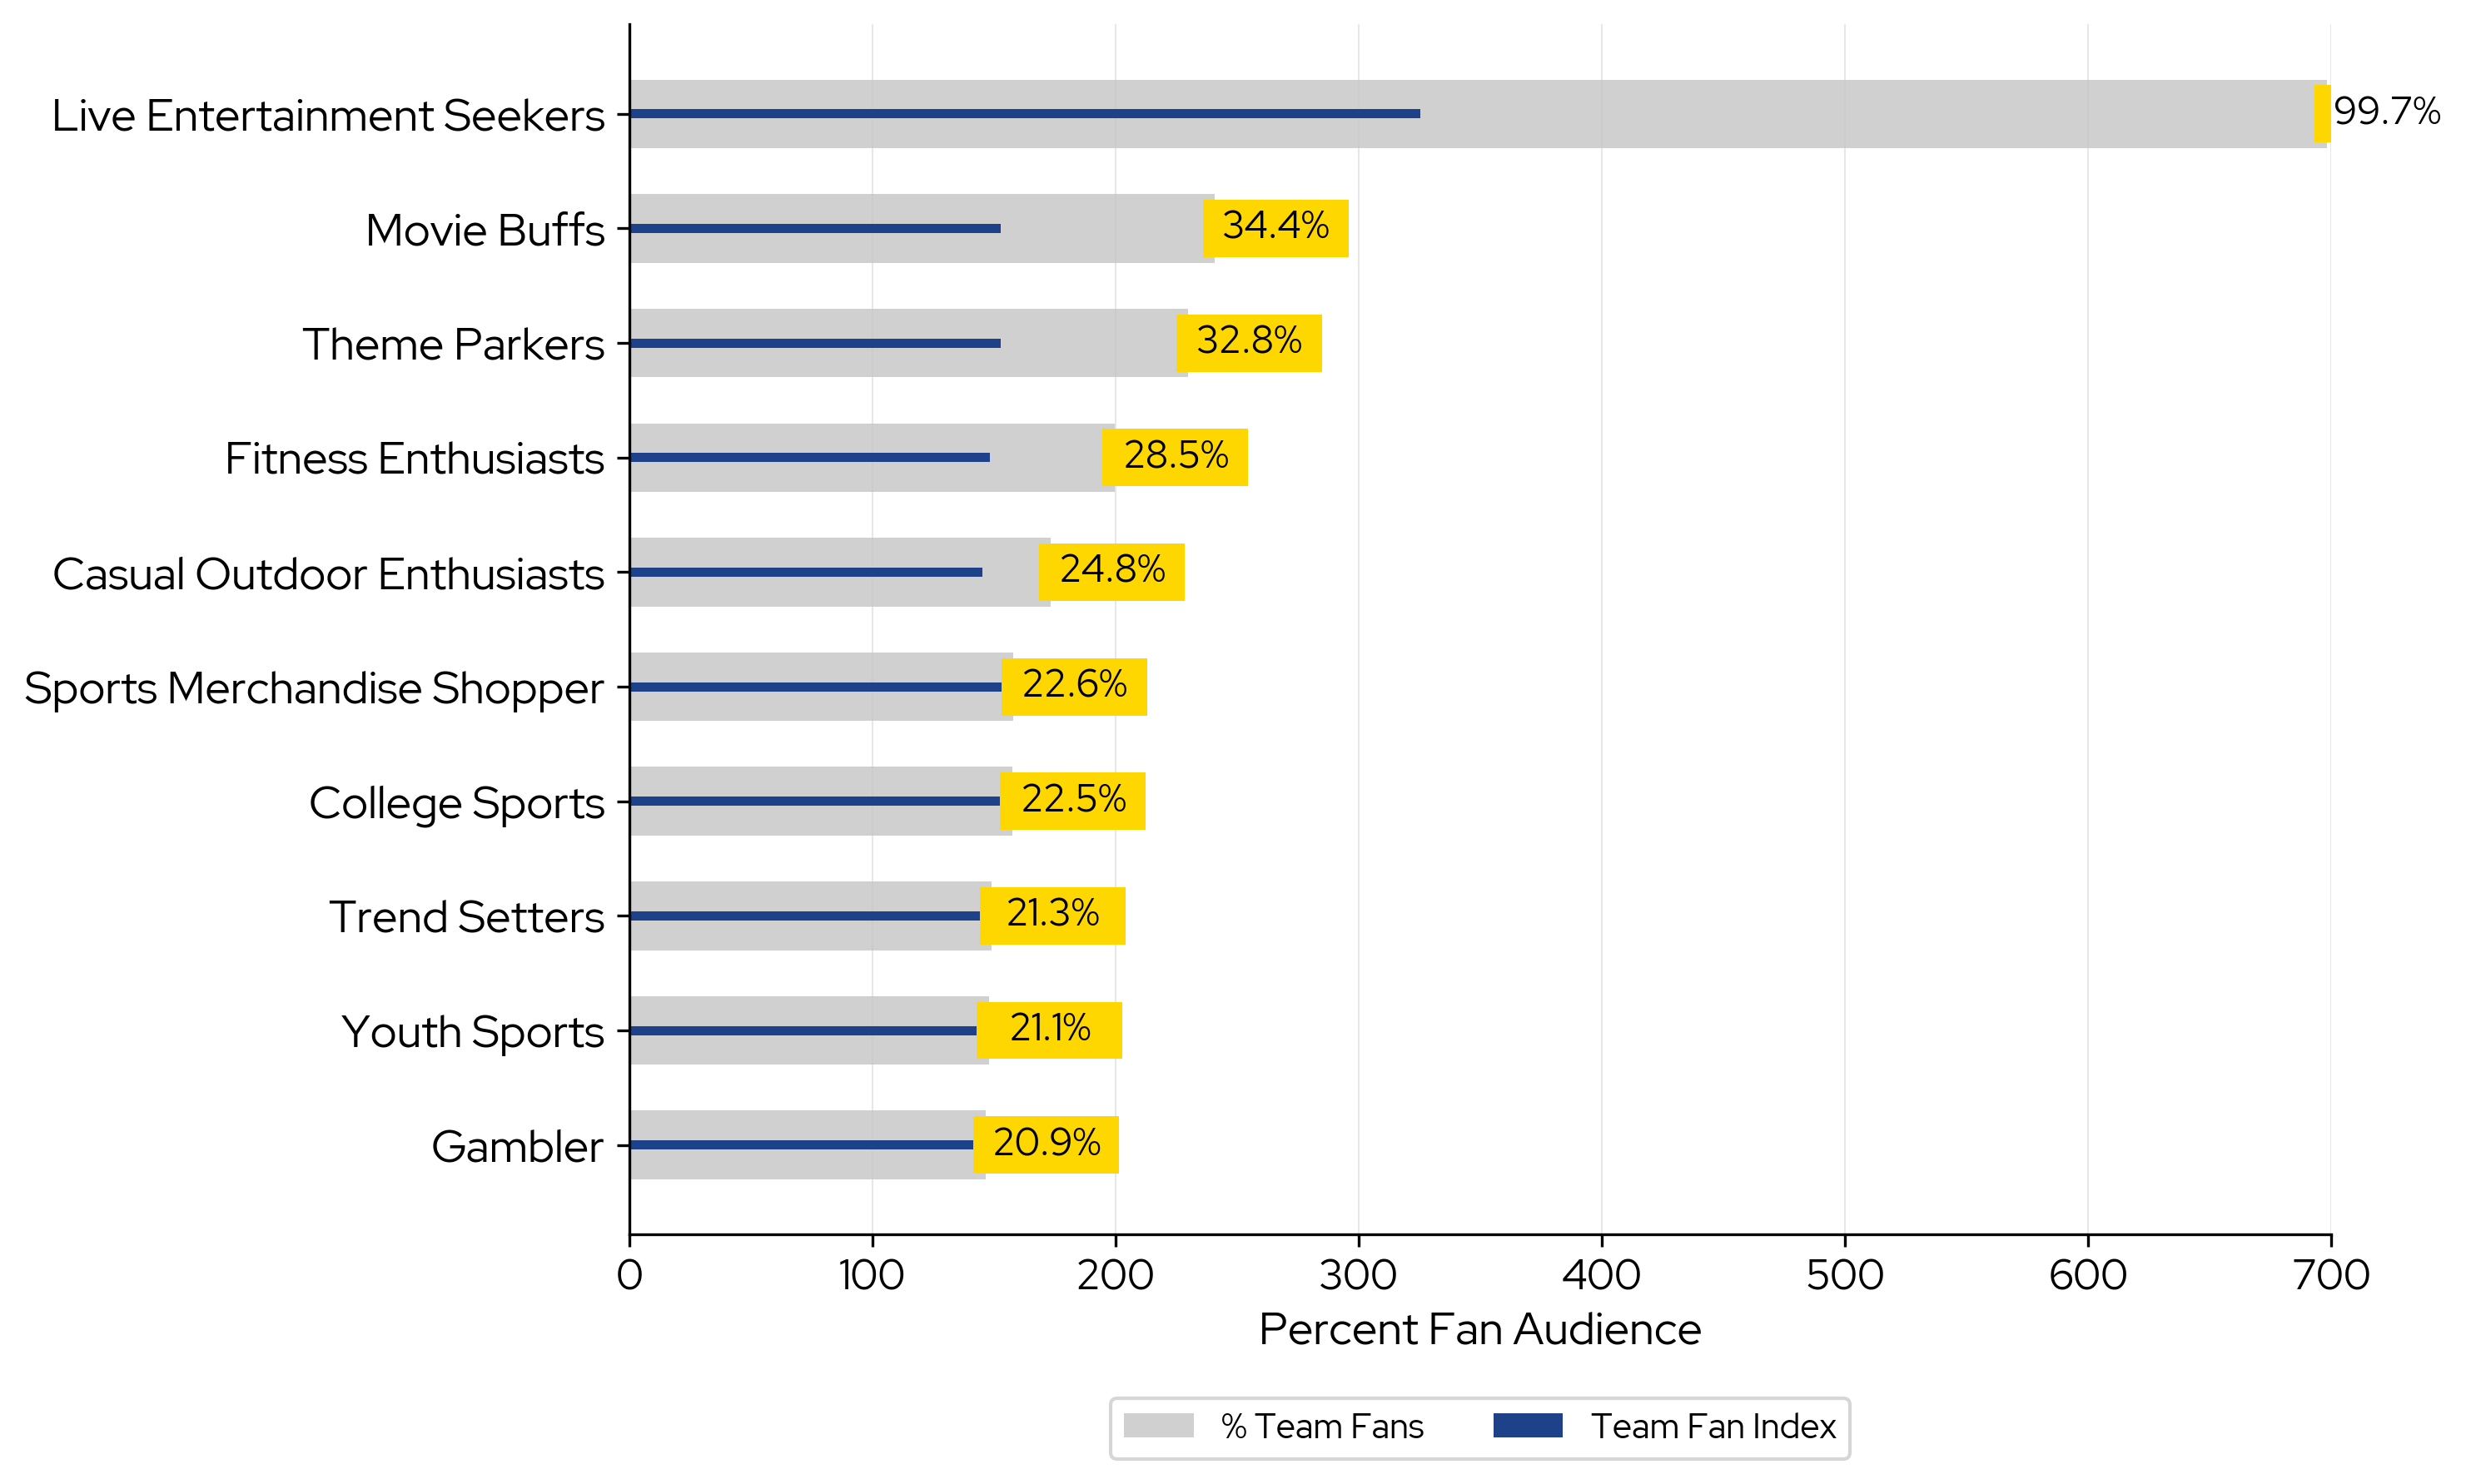 Live Entertainment Seekers 99.7%
Movie Buffs 34.4%
Theme Parkers 32.8%
Fitness Enthusiasts 28.5%
Casual Outdoor Enthusiasts 24.8%
Sports Merchandise Shopper 22.6%
College Sports 22.5%
Trend Setters 21.3%
Youth Sports 21.1%
Gambler 20.9%
0 100 200 300 400 500 600 700
Percent Fan Audience
% Team Fans Team Fan Index